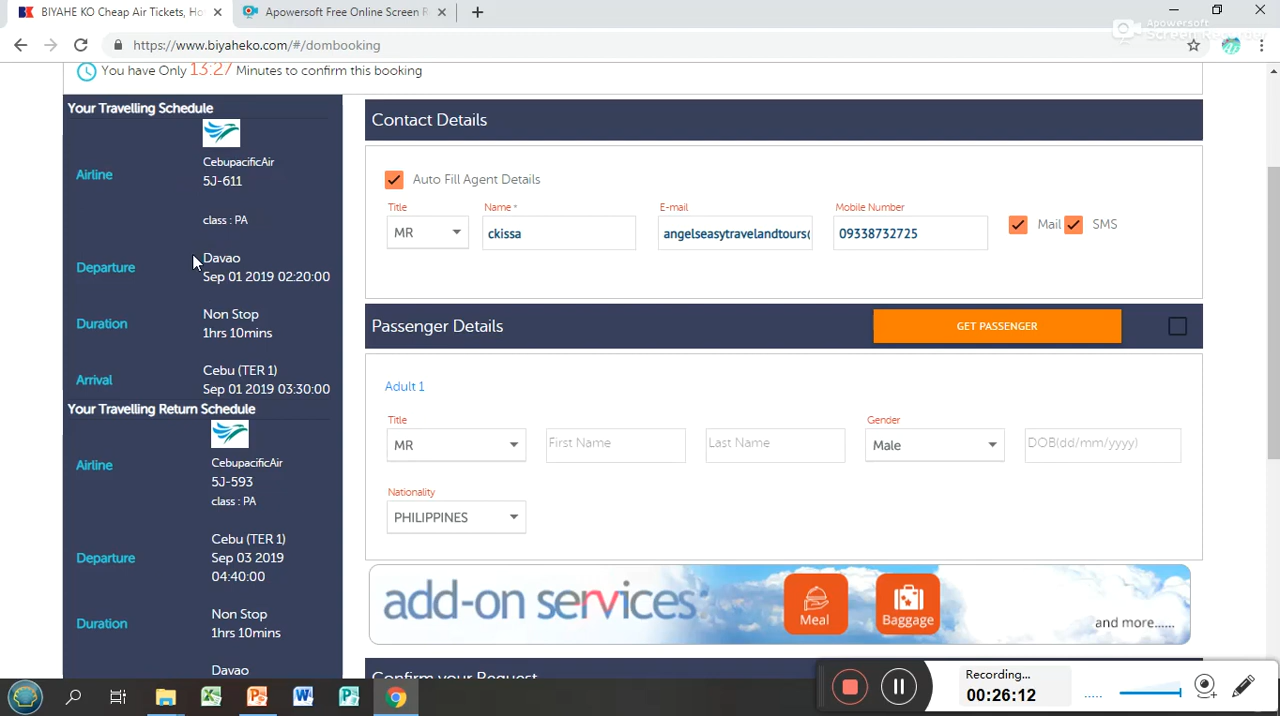 BIYAHE KO Cheap Air Tickets, Ho
Apowersoft Free Online Screen R
Apowersoft
Screen Recorder
https://www.biyaheko.com/#/dombooking
You have Only 13:27 Minutes to confirm this booking
Your Travelling Schedule
Airline
CebupacificAir
5J-611
class : PA
Departure
Davao
Sep 01 2019 02:20:00
Duration
Non Stop
1hrs 10mins
Arrival
Cebu (TER 1)
Sep 01 2019 03:30:00
Your Travelling Return Schedule
Airline
CebupacificAir
5J-593
class : PA
Departure
Cebu (TER 1)
Sep 03 2019
04:40:00
Duration
Non Stop
1hrs 10mins
Davao
Contact Details
Auto Fill Agent Details
Title
Name *
E-mail
Mobile Number
MR
ckissa
angelseasytravelandtours(
09338732725
Mail
SMS
Passenger Details
GET PASSENGER
Adult 1
Title
Gender
MR
First Name
Last Name
Male
DOB(dd/mm/yyyy)
Nationality
PHILIPPINES
add-on services
Meal
Baggage
and more......
Confirm your Request
Recording...
00:26:12